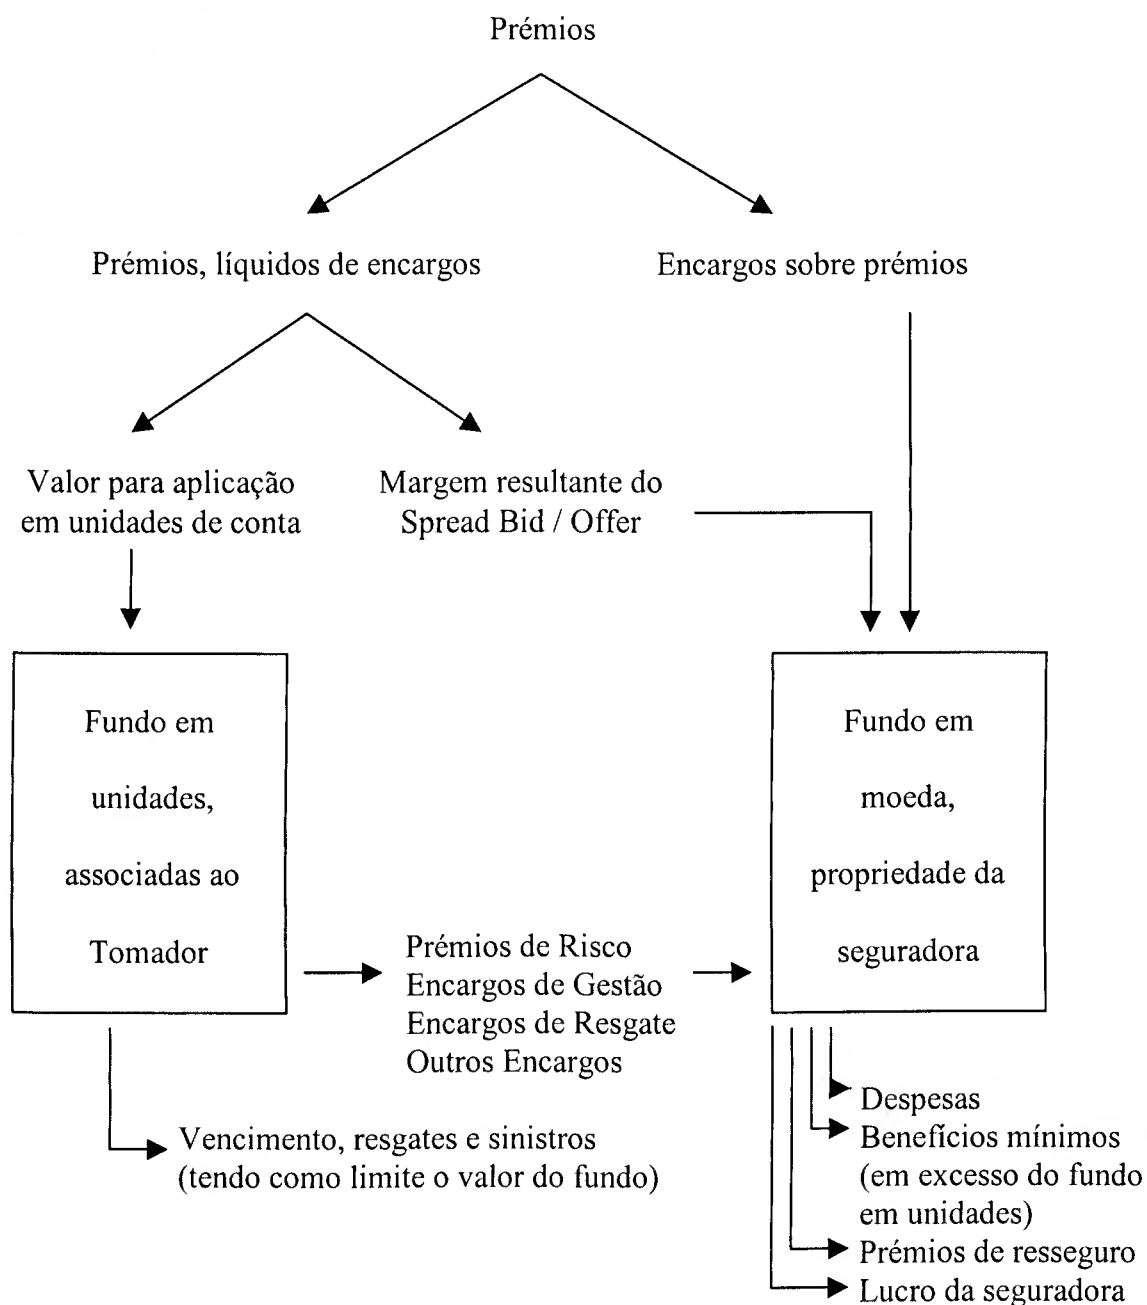 Prémios
Prémios, líquidos de encargos
Encargos sobre prémios
Valor para aplicação
em unidades de conta
Margem resultante do
Spread Bid / Offer
Fundo em
unidades,
associadas ao
Tomador
Fundo em
moeda,
propriedade da
seguradora
Prémios de Risco
Encargos de Gestão
Encargos de Resgate
Outros Encargos
Vencimento, resgates e sinistros
(tendo como limite o valor do fundo)
Despesas
Benefícios mínimos
(em excesso do fundo
em unidades)
Prémios de resseguro
Lucro da seguradora